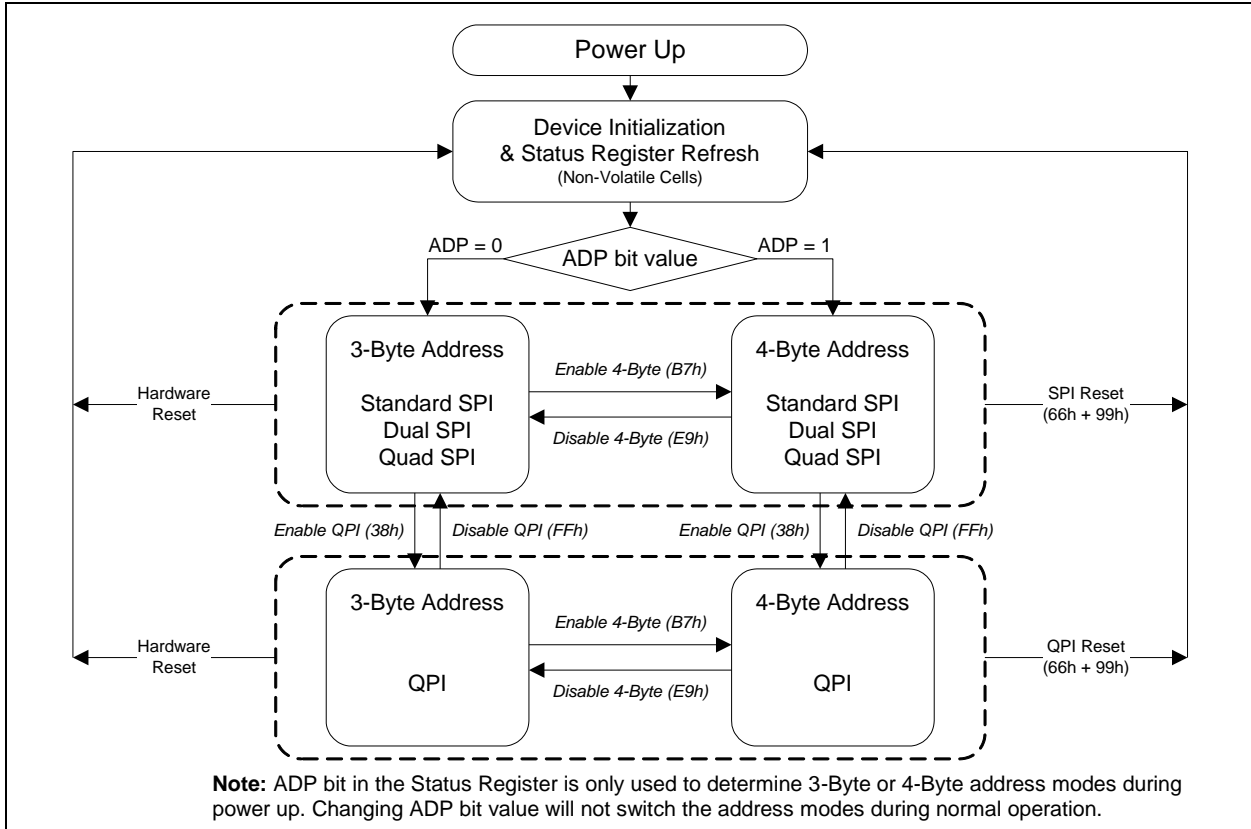 Power Up
Device Initialization
& Status Register Refresh
(Non-Volatile Cells)
ADP = 0
ADP bit value
ADP = 1
3-Byte Address
Standard SPI
Dual SPI
Quad SPI
Enable 4-Byte (B7h)
Disable 4-Byte (E9h)
4-Byte Address
Standard SPI
Dual SPI
Quad SPI
Hardware
Reset
SPI Reset
(66h + 99h)
Enable QPI (38h)
Disable QPI (FFh)
Enable QPI (38h)
Disable QPI (FFh)
3-Byte Address
QPI
Enable 4-Byte (B7h)
Disable 4-Byte (E9h)
4-Byte Address
QPI
Hardware
Reset
QPI Reset
(66h + 99h)
Note: ADP bit in the Status Register is only used to determine 3-Byte or 4-Byte address modes during
power up. Changing ADP bit value will not switch the address modes during normal operation.